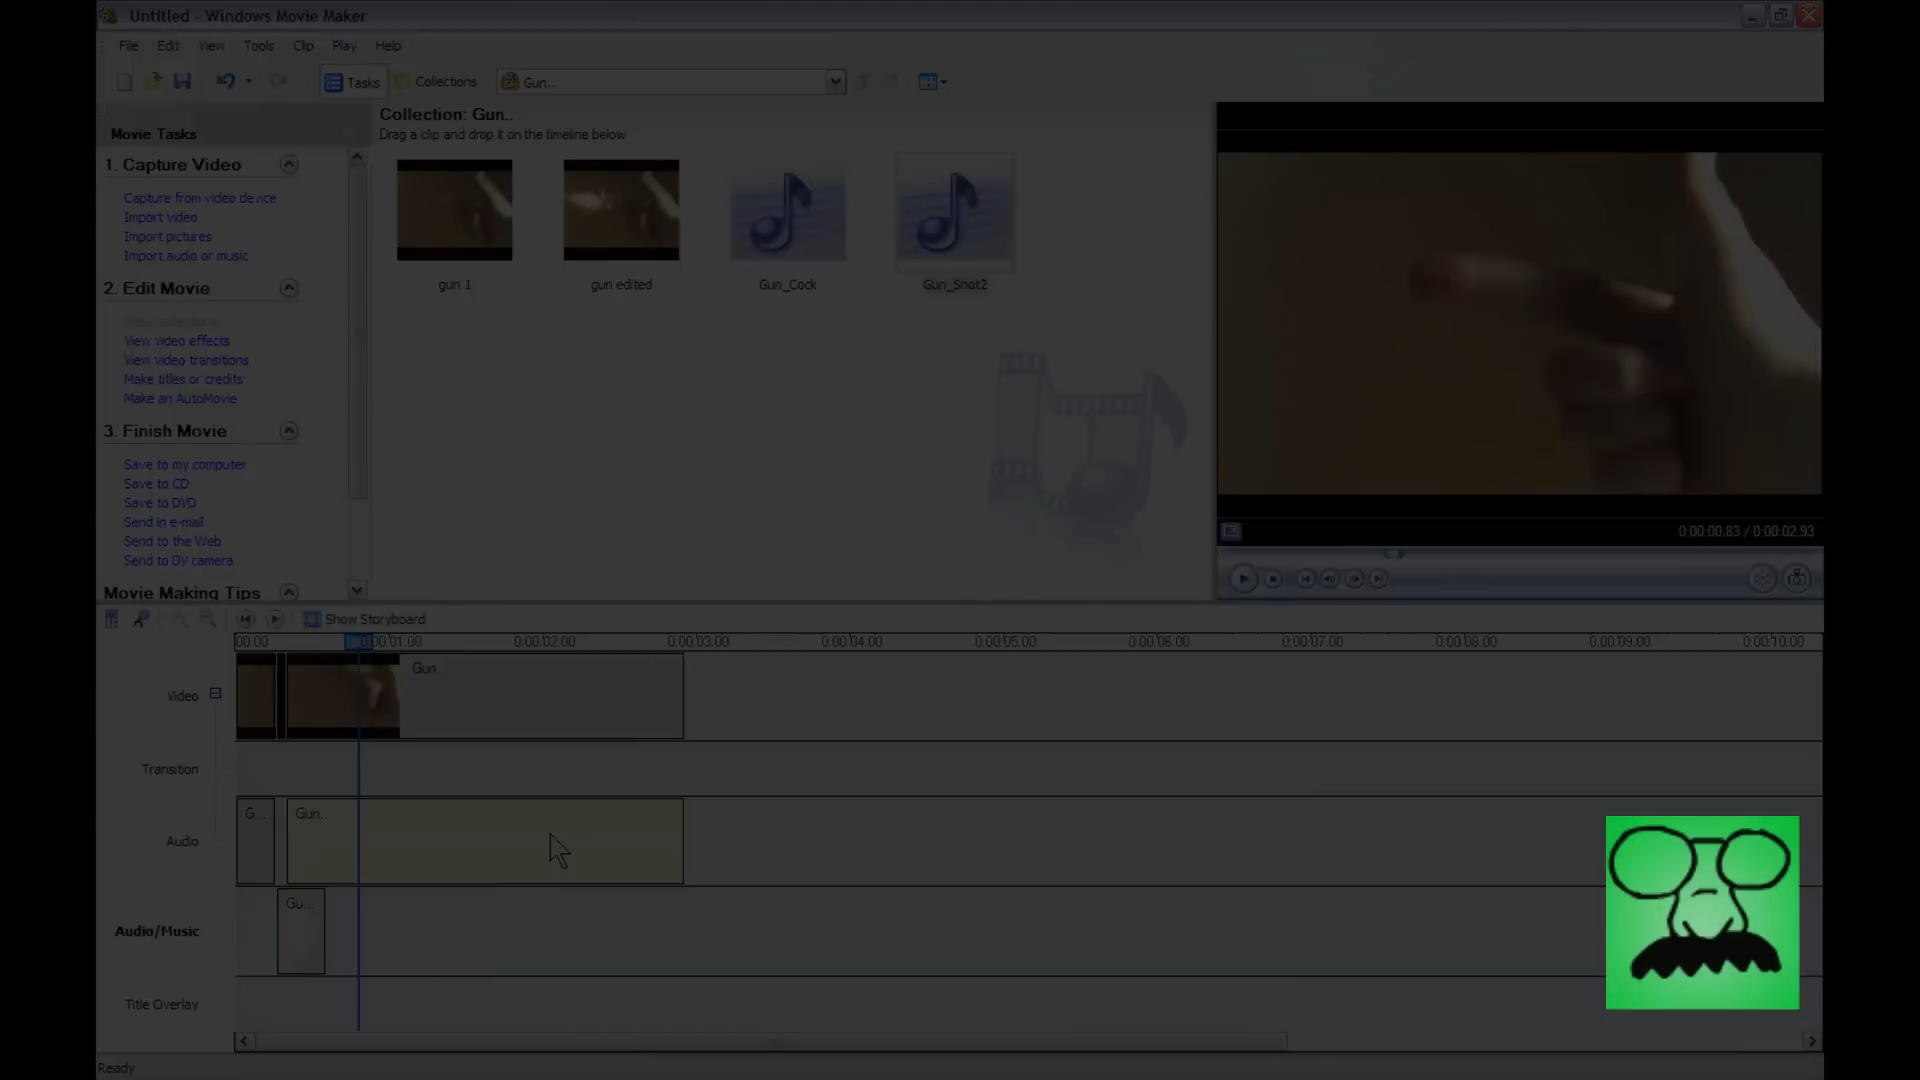 Untitled - Windows Movie Maker
File Edit View Tools Clip Play Help
Tasks Collections Gun..
Collection: Gun..
Drag a clip and drop it on the timeline below
Movie Tasks
1. Capture Video
Capture from video device
Import video
Import pictures
Import audio or music
2. Edit Movie
View video effects
View video transitions
Make titles or credits
Make an AutoMovie
3. Finish Movie
Save to my computer
Save to CD
Save to DVD
Send in e-mail
Send to the Web
Send to DV camera
Movie Making Tips
gun 1
gun edited
Gun_Cock
Gun_Shot2
0:00:00.83 / 0:00:02.93
Show Storyboard
00.00 0:00:01.00 0:00:02.00 0:00:03.00 0:00:04.00 0:00:05.00 0:00:06.00 0:00:07.00 0:00:08.00 0:00:09.00 0:00:10.00
Video
Gun..
Transition
Audio
G...
Gun..
Audio/Music
Gu...
Title Overlay
Ready